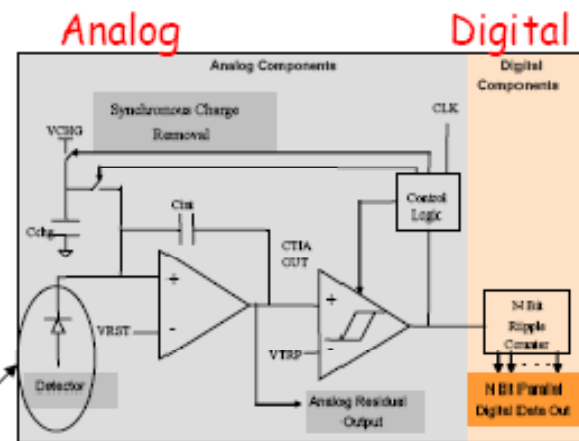 Analog
Digital
Analog Components
Digital
Components
Synchronous Charge
Removal
VCHG
CLK
Control
Logic
Cint
Cchg
CTIA
OUT
+
-
+
-
VRST
VTRP
N-Bit
Ripple
Counter
Detector
Analog Residual
Output
N Bit Parallel
Digital Data Out